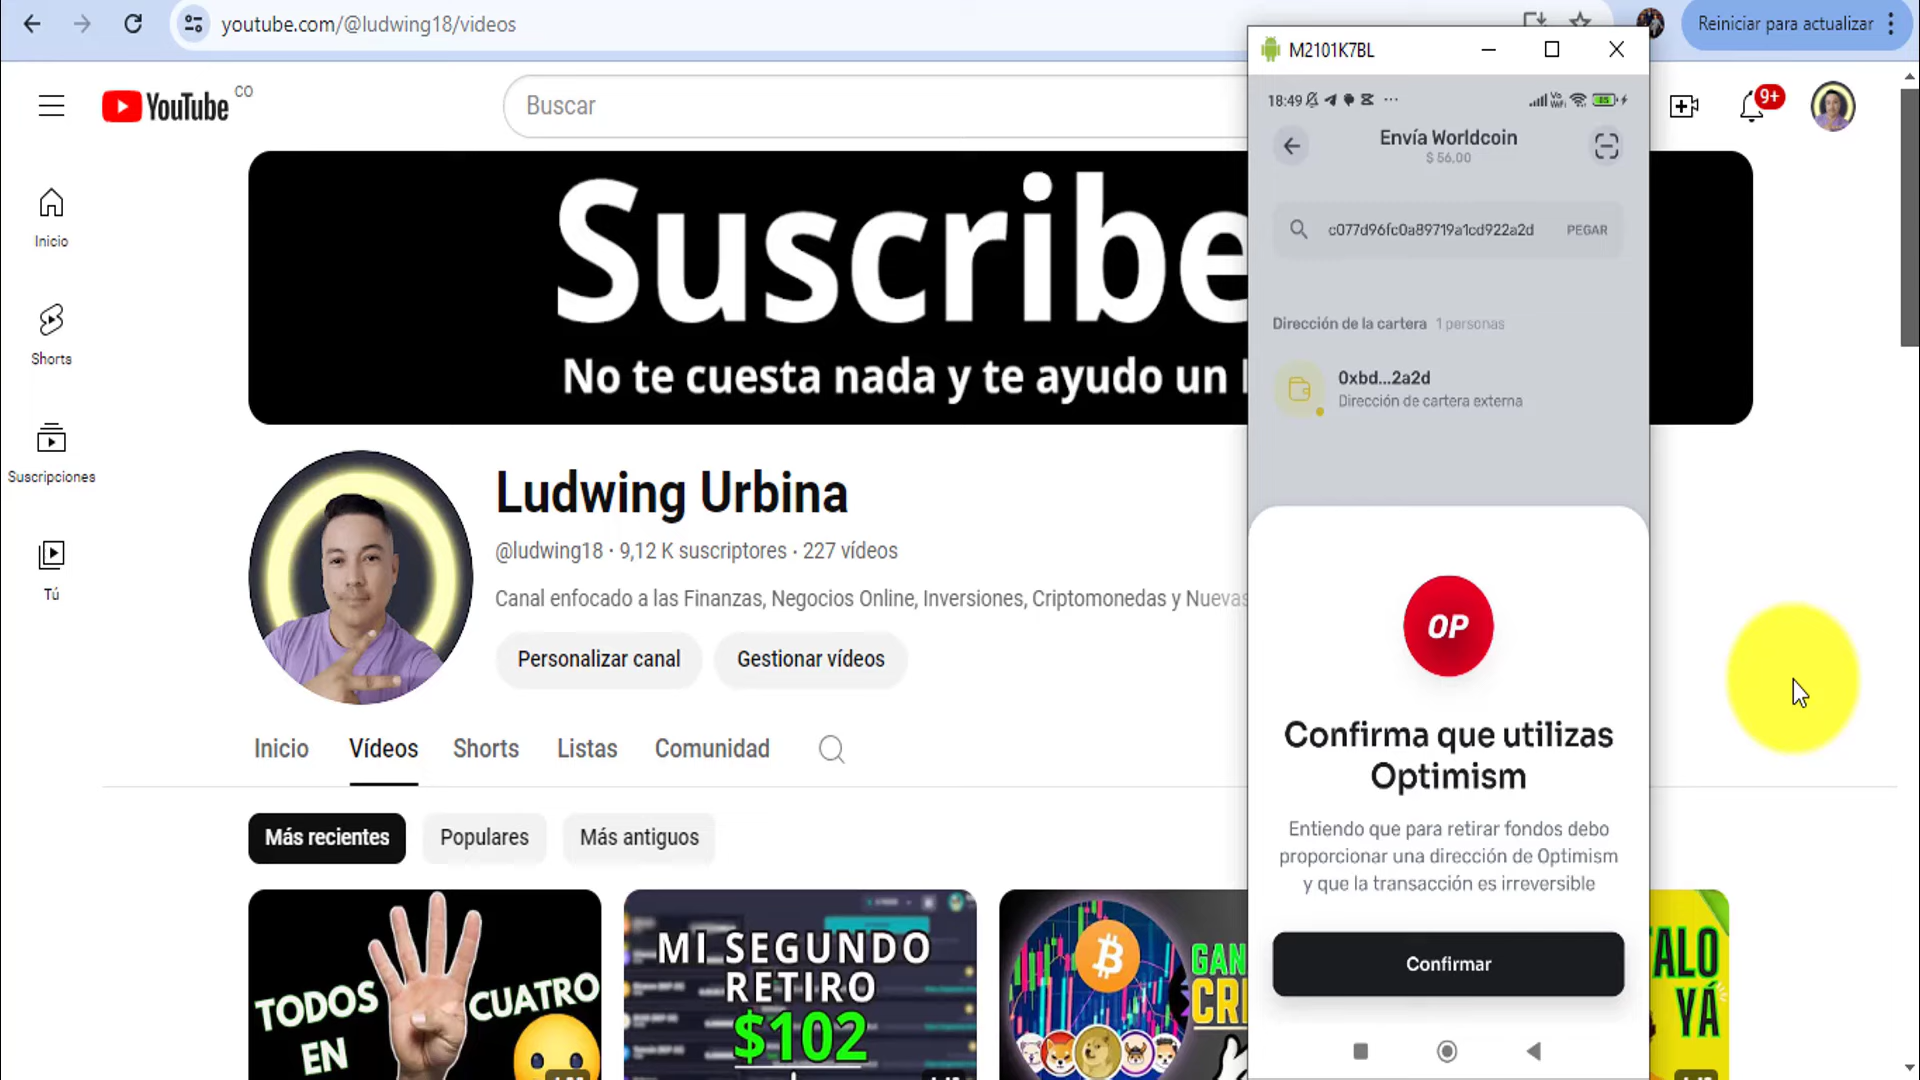 youtube.com/@ludwing18/videos
Reiniciar para actualizar
YouTube CO
Buscar
9+
Inicio
Shorts
Suscripciones
Tú
Suscribe
No te cuesta nada y te ayudo un
Ludwing Urbina
@ludwing18 · 9,12 K suscriptores · 227 vídeos
Canal enfocado a las Finanzas, Negocios Online, Inversiones, Criptomonedas y Nuevas
Personalizar canal
Gestionar vídeos
Inicio
Vídeos
Shorts
Listas
Comunidad
Más recientes
Populares
Más antiguos
TODOS
EN
CUATRO
MI SEGUNDO
RETIRO
$102
GAN
CRI
ALO
YÁ
M2101K7BL
18:49
85
Envía Worldcoin
$ 56.00
c077d96fc0a89719a1cd922a2d
PEGAR
Dirección de la cartera 1 personas
0xbd...2a2d
Dirección de cartera externa
OP
Confirma que utilizas
Optimism
Entiendo que para retirar fondos debo
proporcionar una dirección de Optimism
y que la transacción es irreversible
Confirmar